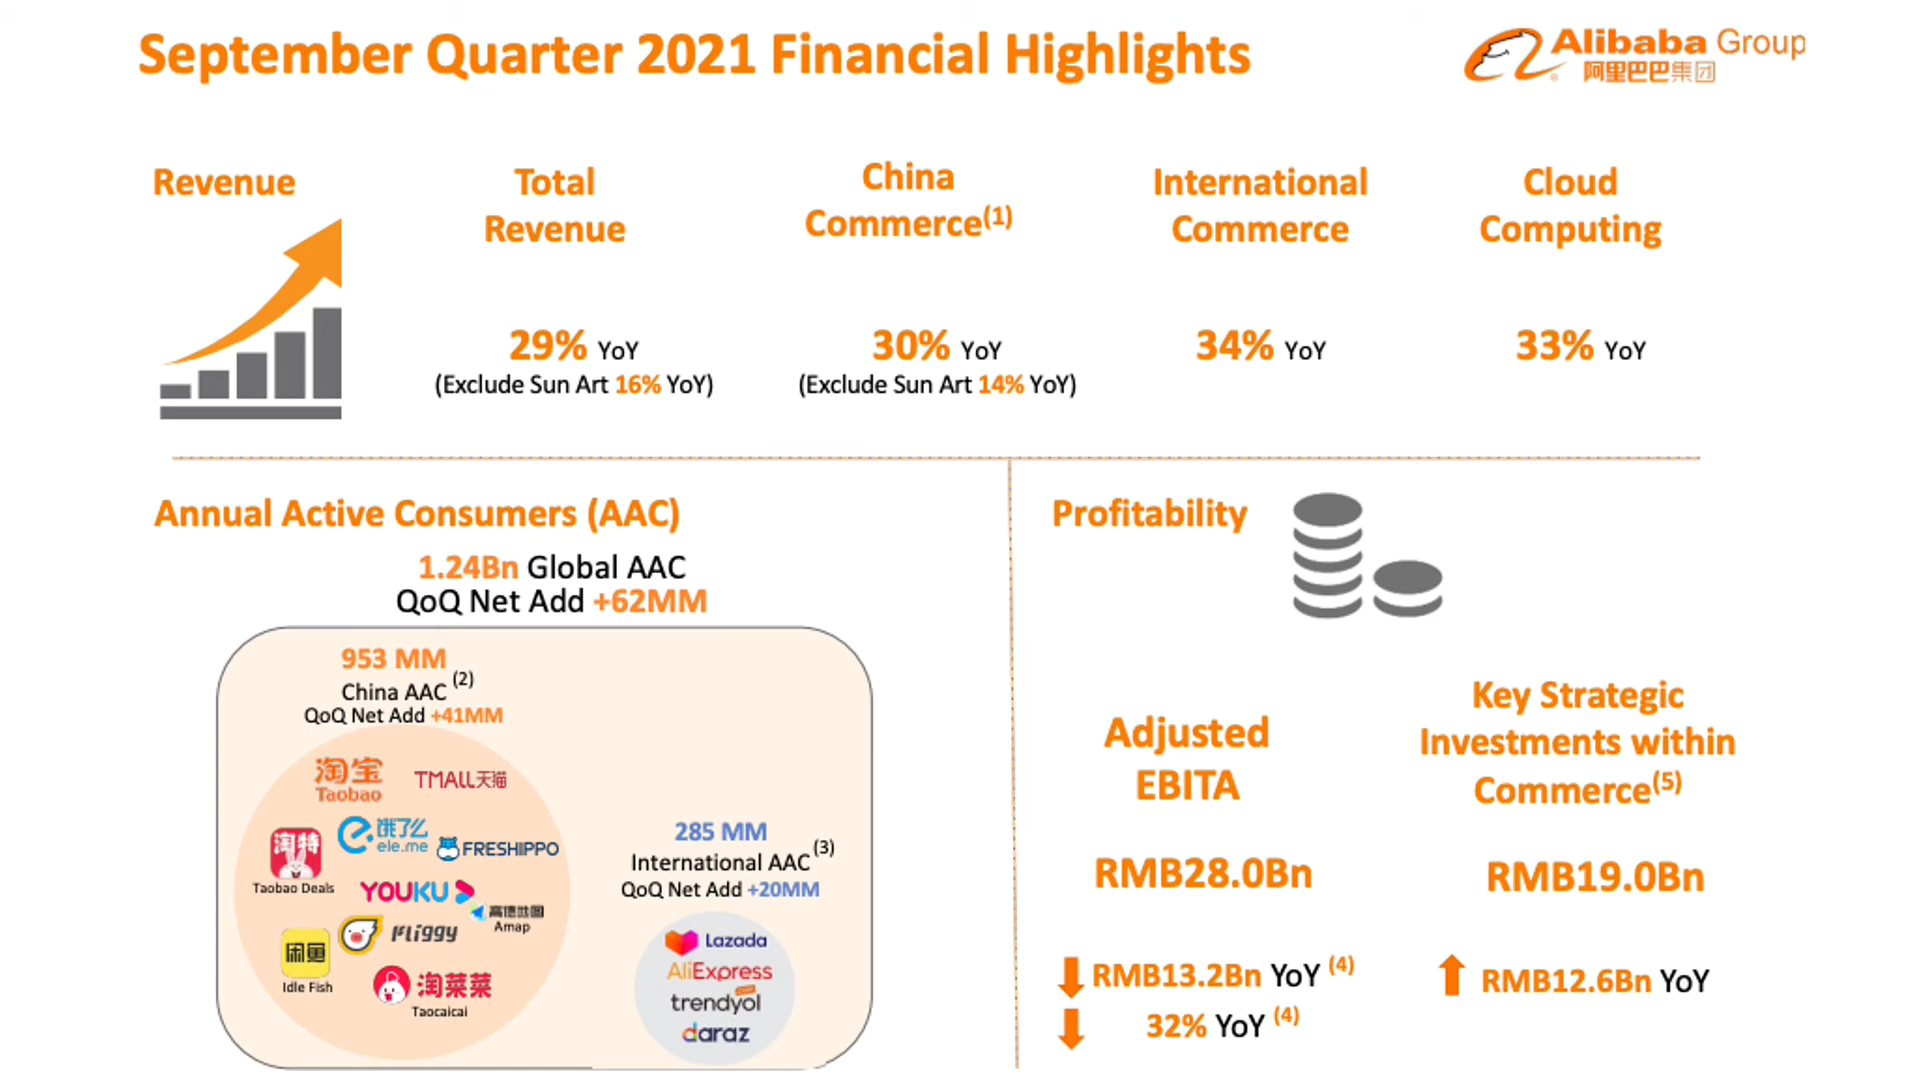 September Quarter 2021 Financial Highlights
Alibaba Group
阿里巴巴集团
Revenue
Total
Revenue
China
Commerce(1)
International
Commerce
Cloud
Computing
29% YoY
(Exclude Sun Art 16% YoY)
30% YoY
(Exclude Sun Art 14% YoY)
34% YoY
33% YoY
Annual Active Consumers (AAC)
1.24Bn Global AAC
QoQ Net Add +62MM
953 MM
China AAC (2)
QoQ Net Add +41MM
淘宝
Taobao
TMALL天猫
淘特
Taobao Deals
饿了么
ele.me
FRESHIPPO
YOUKU
高德地图
Amap
Fliggy
闲鱼
Idle Fish
淘菜菜
Taocaicai
285 MM
International AAC (3)
QoQ Net Add +20MM
Lazada
AliExpress
trendyol
daraz
Profitability
Adjusted
EBITA
RMB28.0Bn
RMB13.2Bn YoY (4)
32% YoY (4)
Key Strategic
Investments within
Commerce(5)
RMB19.0Bn
RMB12.6Bn YoY